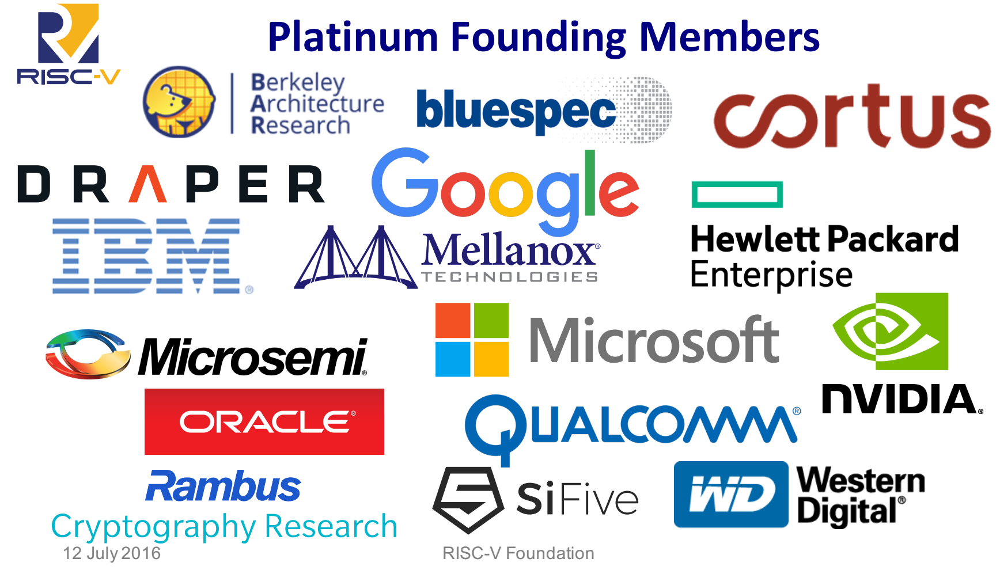 Platinum Founding Members
RISC-V
Berkeley
Architecture
Research
bluespec
cortus
DRAPER
Google
Hewlett Packard
Enterprise
IBM®
Mellanox®
TECHNOLOGIES
Microsemi®
Microsoft
NVIDIA®
ORACLE®
QUALCOMM®
Rambus
Cryptography Research
SiFive
WD
Western
Digital®
12 July 2016
RISC-V Foundation